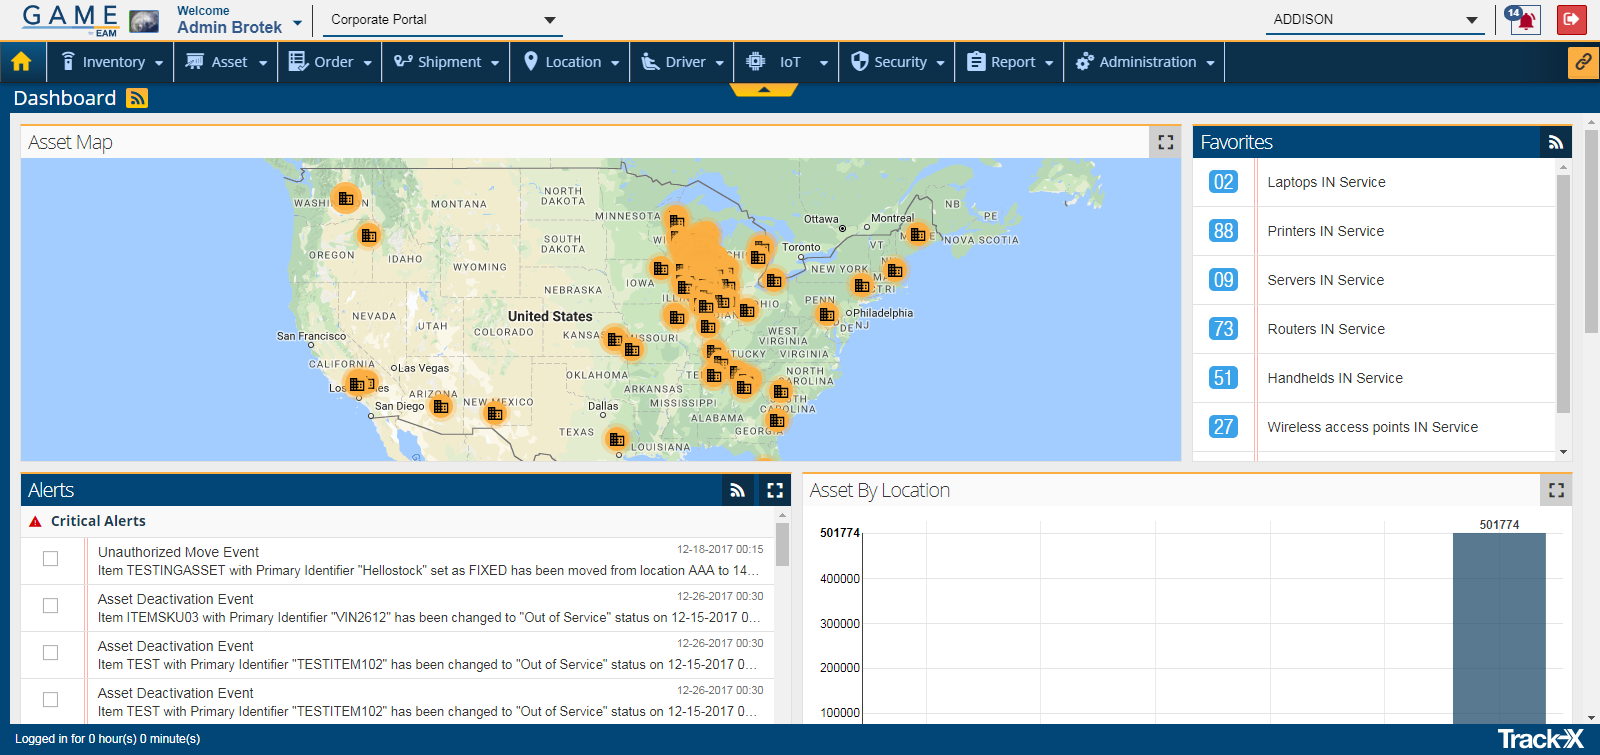 GAME
by EAM
Welcome
Admin Brotek
Corporate Portal
ADDISON
14
Inventory
Asset
Order
Shipment
Location
Driver
IoT
Security
Report
Administration
Dashboard
Asset Map
MONTANA
NORTH
DAKOTA
MINNESOTA
SOUTH
DAKOTA
OREGON
IDAHO
WYOMING
NEBRASKA
IOWA
NEVADA
UTAH
COLORADO
United States
San Francisco
CALIFORNIA
Las Vegas
San Diego
ARIZONA
NEW MEXICO
OKLAHOMA
ARKANSAS
Dallas
TEXAS
LOUISIANA
MISSISSIPPI
ALABAMA
NORTH
CAROLINA
WEST
VIRGINIA
VIRGINIA
Philadelphia
NEW YORK
Toronto
Ottawa
Montreal
VT
NB
PE
NOVA SCOTIA
Favorites
02 Laptops IN Service
88 Printers IN Service
09 Servers IN Service
73 Routers IN Service
51 Handhelds IN Service
27 Wireless access points IN Service
Alerts
Critical Alerts
Unauthorized Move Event 12-18-2017 00:15
Item TESTINGASSET with Primary Identifier "Hellostock" set as FIXED has been moved from location AAA to 14...
Asset Deactivation Event 12-26-2017 00:30
Item ITEMSKU03 with Primary Identifier "VIN2612" has been changed to "Out of Service" status on 12-15-2017 0...
Asset Deactivation Event 12-26-2017 00:30
Item TEST with Primary Identifier "TESTITEM102" has been changed to "Out of Service" status on 12-15-2017 0...
Asset Deactivation Event 12-26-2017 00:30
Item TEST with Primary Identifier "TESTITEM102" has been changed to "Out of Service" status on 12-15-2017 0...
Asset By Location
501774
501774
400000
300000
200000
100000
Logged in for 0 hour(s) 0 minute(s)
Track-X